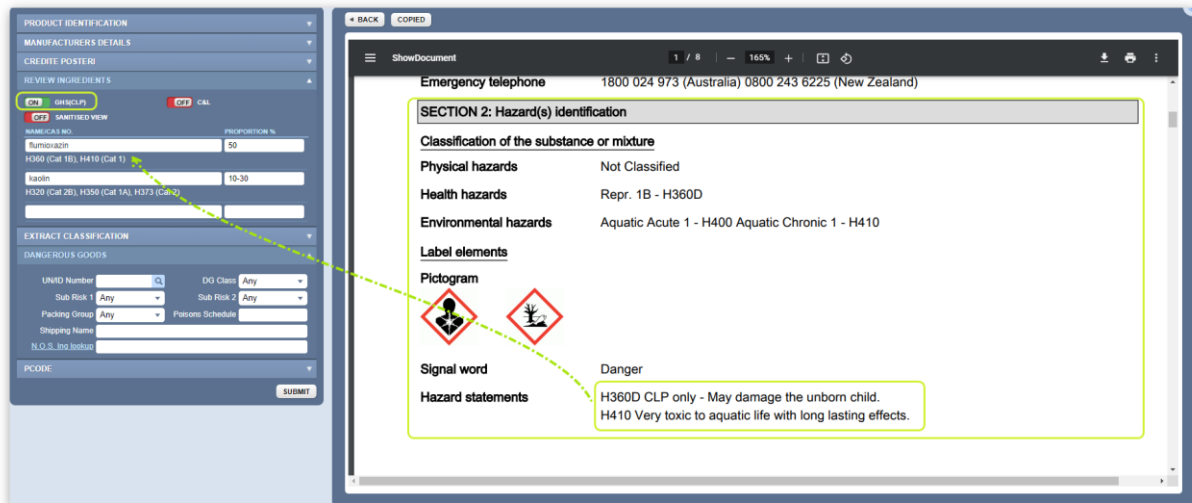 PRODUCT IDENTIFICATION
MANUFACTURERS DETAILS
CREDITE POSTERI
REVIEW INGREDIENTS
ON GHS(CLP) OFF C&L
OFF SANITISED VIEW
NAME/CAS NO. PROPORTION %
flumioxazin 50
H360 (Cat 1B), H410 (Cat 1)
kaolin 10-30
H320 (Cat 2B), H350 (Cat 1A), H373 (Cat 2)
EXTRACT CLASSIFICATION
DANGEROUS GOODS
UN/ID Number DG Class Any
Sub Risk 1 Any Sub Risk 2 Any
Packing Group Any Poisons Schedule
Shipping Name
N.O.S. Ing lookup
PCODE
SUBMIT
BACK COPIED
ShowDocument 1 / 8 165%
Emergency telephone 1800 024 973 (Australia) 0800 243 6225 (New Zealand)
SECTION 2: Hazard(s) identification
Classification of the substance or mixture
Physical hazards Not Classified
Health hazards Repr. 1B - H360D
Environmental hazards Aquatic Acute 1 - H400 Aquatic Chronic 1 - H410
Label elements
Pictogram
Signal word Danger
Hazard statements H360D CLP only - May damage the unborn child.
H410 Very toxic to aquatic life with long lasting effects.